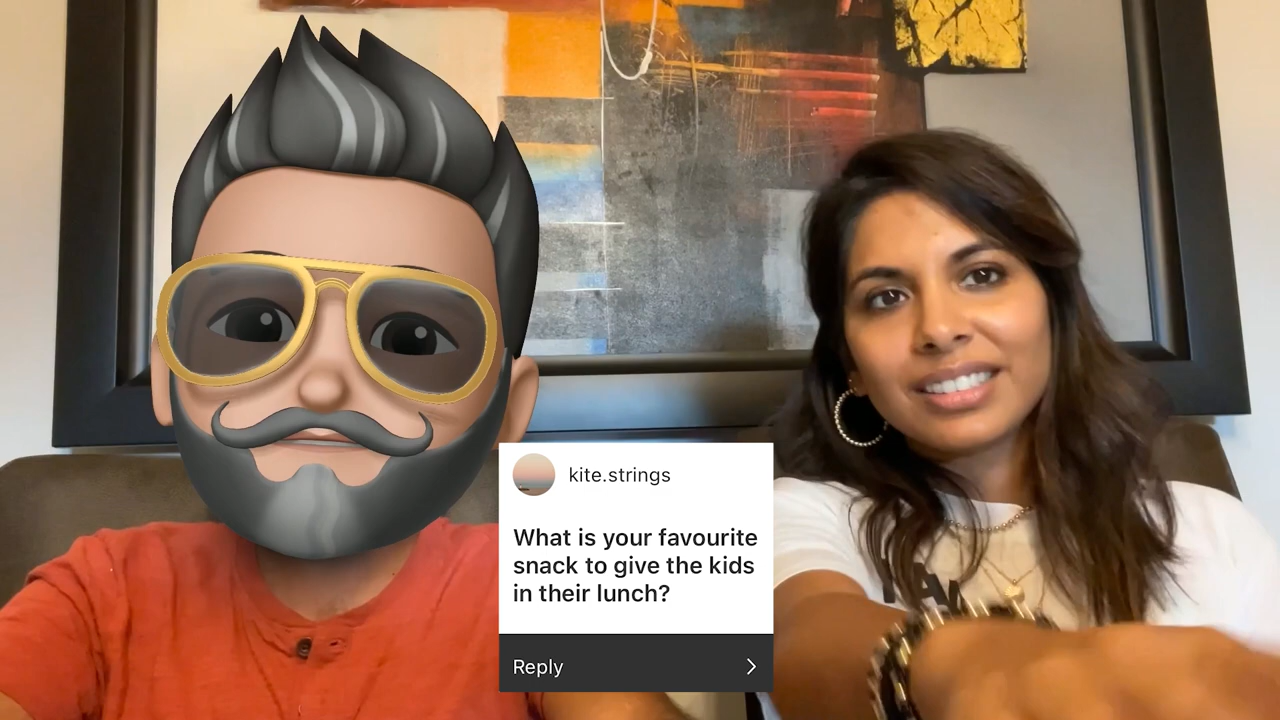 kite.strings
What is your favourite
snack to give the kids
in their lunch?
Reply